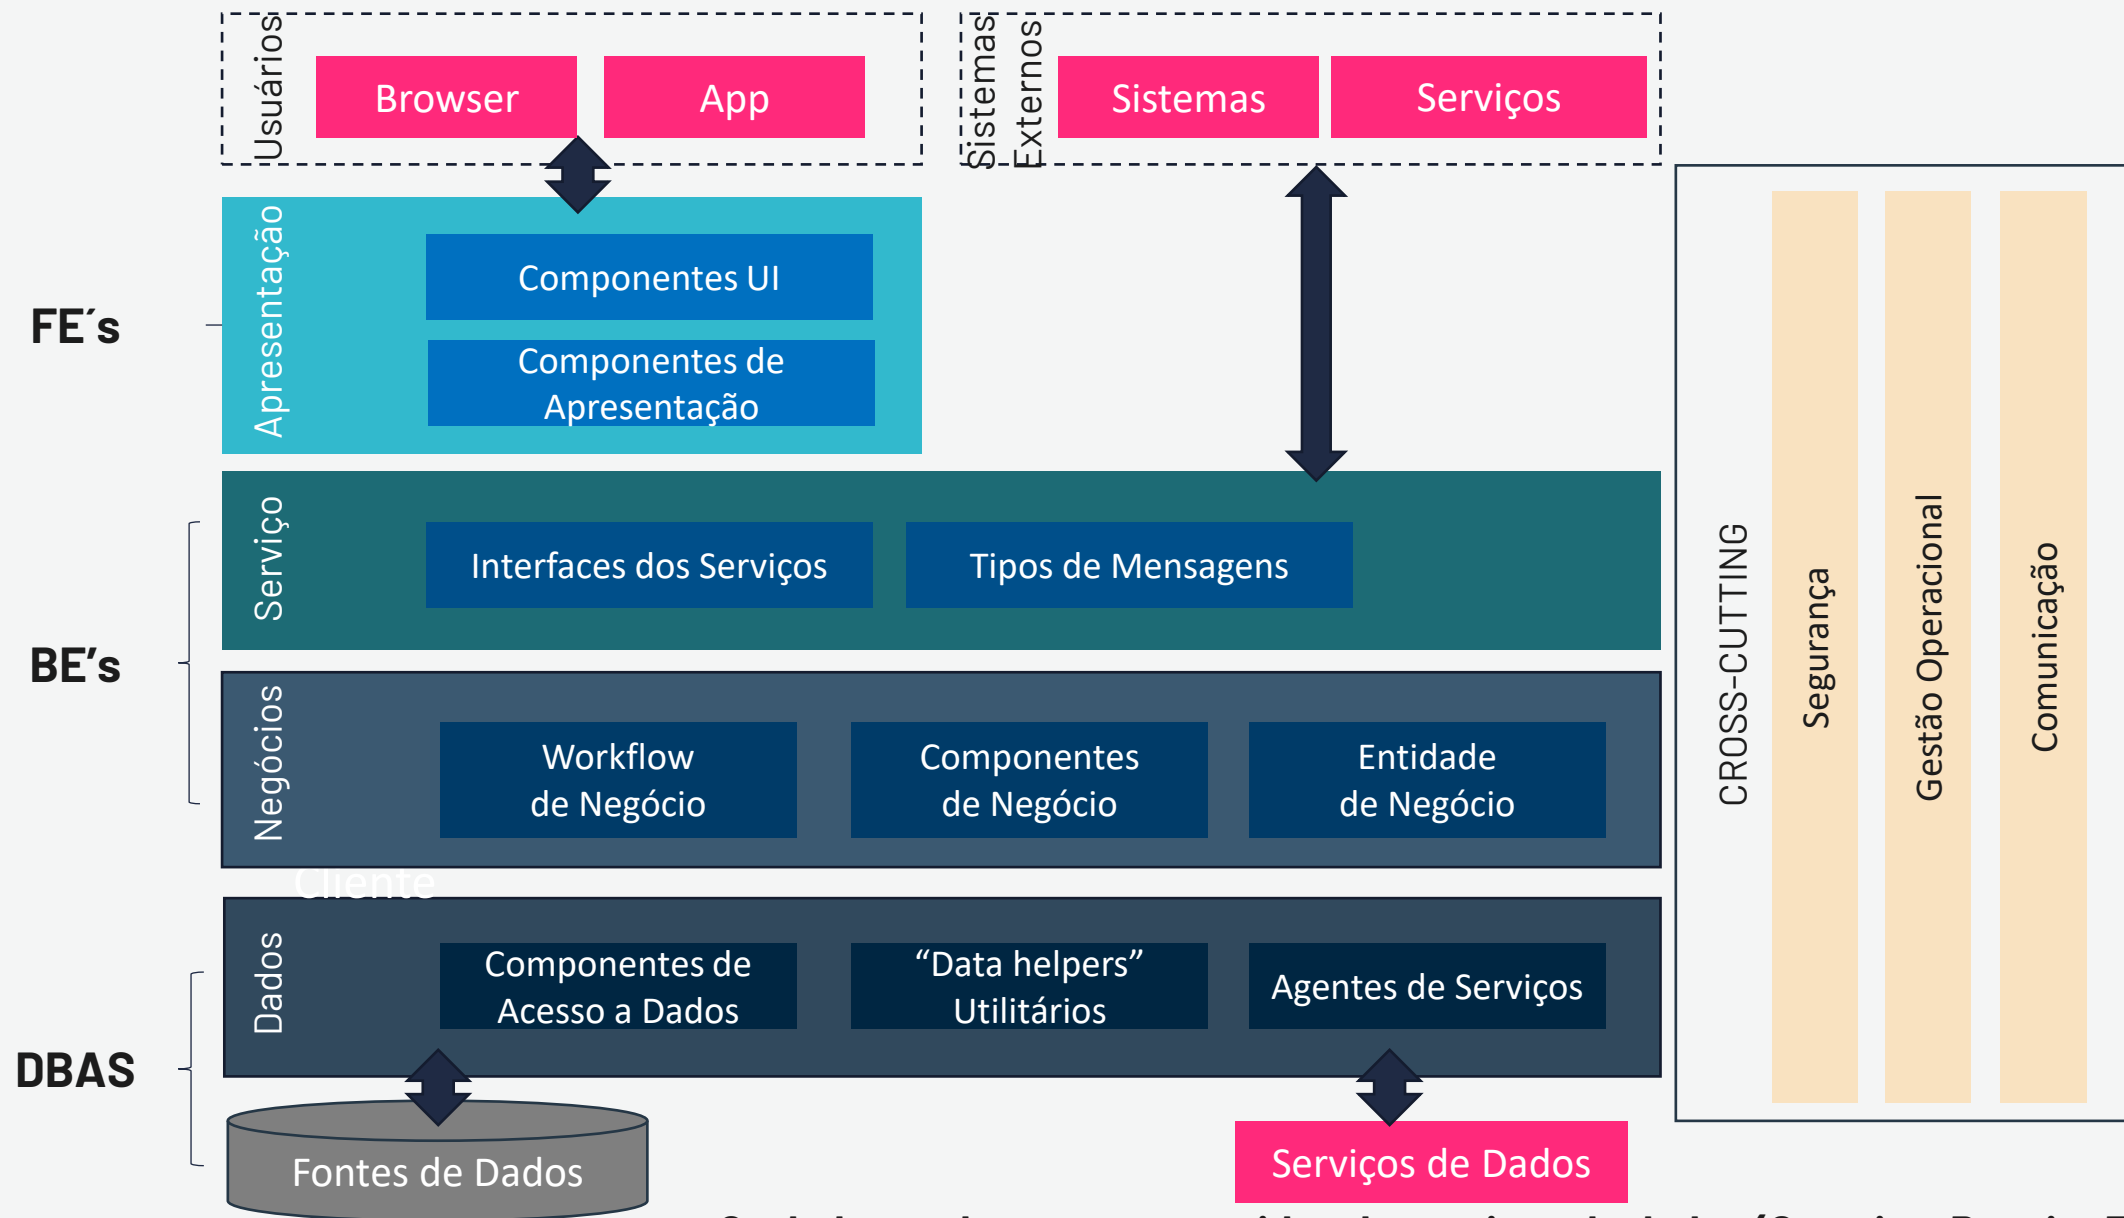 Usuários
Browser
App
Sistemas
Externos
Sistemas
Serviços
FE´s
Apresentação
Componentes UI
Componentes de
Apresentação
BE’s
Serviço
Interfaces dos Serviços
Tipos de Mensagens
Negócios
Workflow
de Negócio
Componentes
de Negócio
Entidade
de Negócio
Cliente
DBAS
Dados
Componentes de
Acesso a Dados
“Data helpers”
Utilitários
Agentes de Serviços
Fontes de Dados
Serviços de Dados
CROSS-CUTTING
Segurança
Gestão Operacional
Comunicação